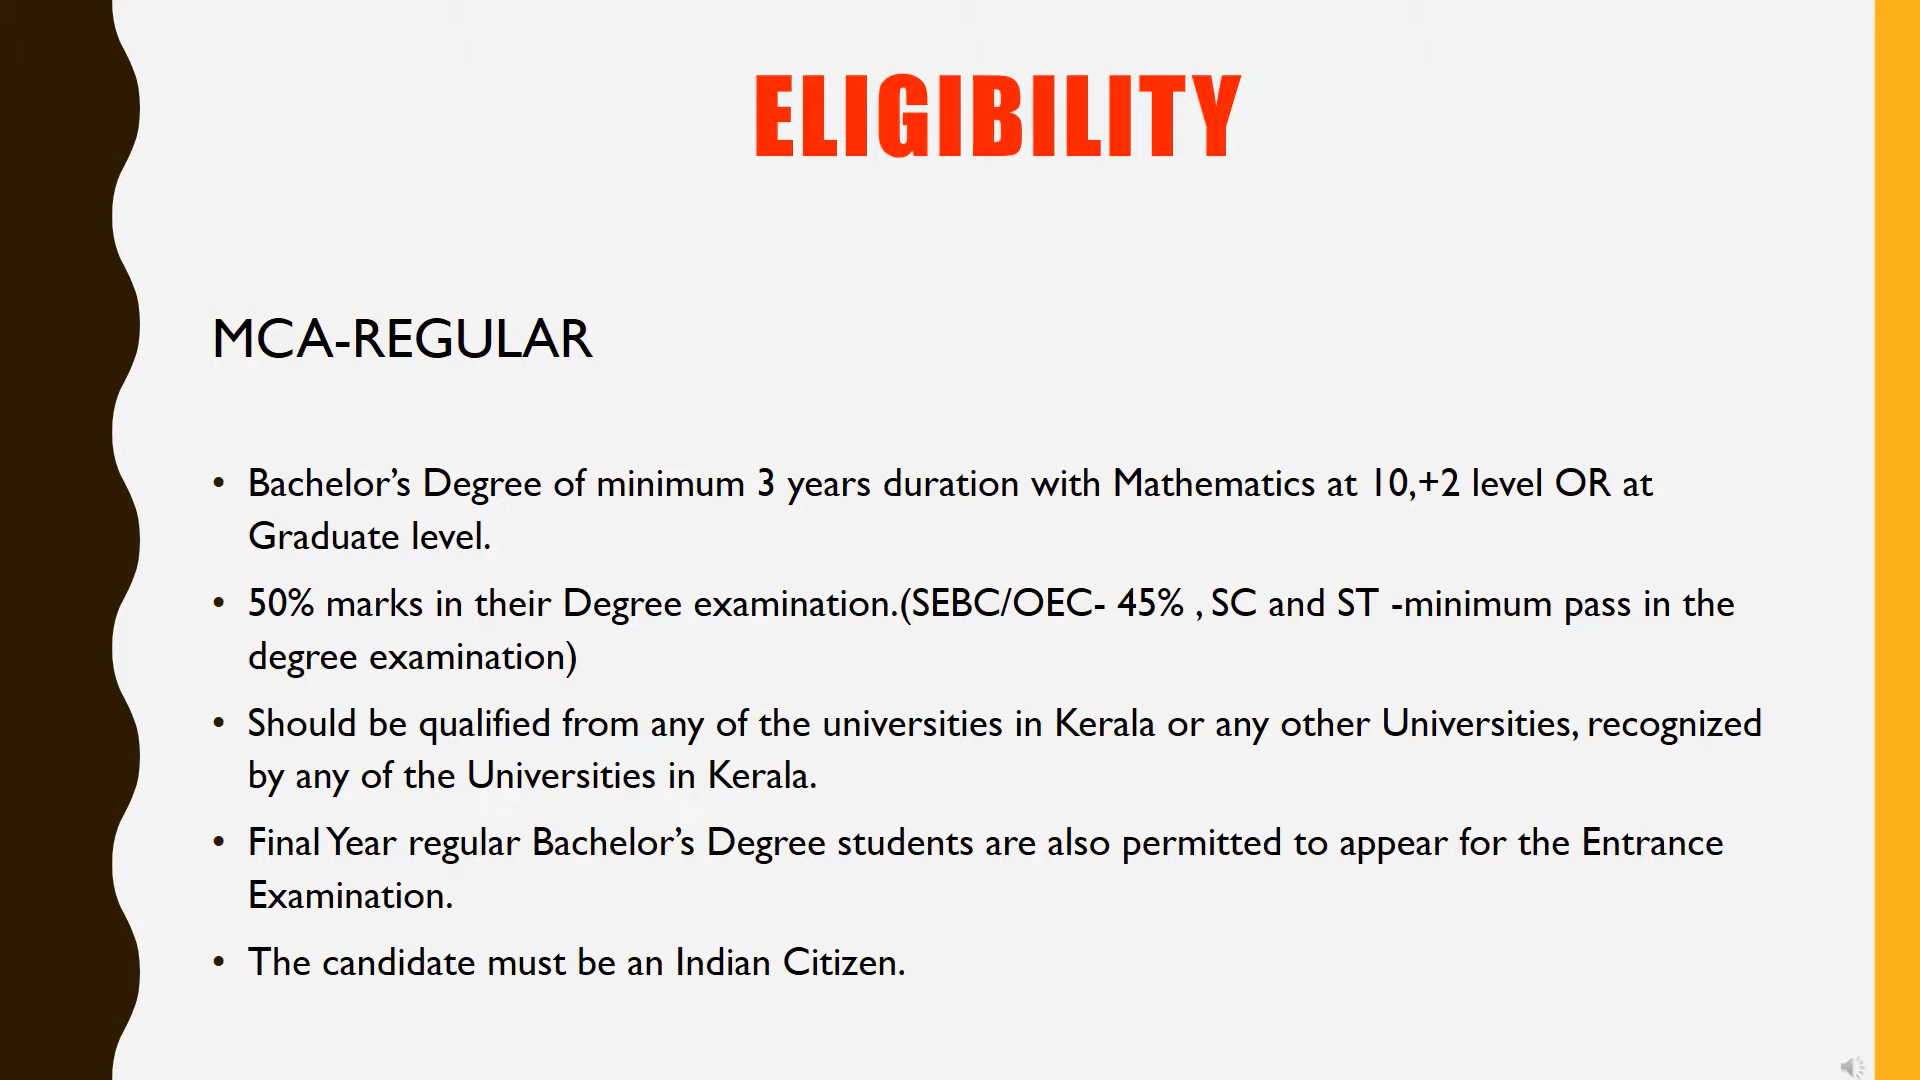 ELIGIBILITY
MCA-REGULAR
• Bachelor’s Degree of minimum 3 years duration with Mathematics at 10,+2 level OR at
Graduate level.
• 50% marks in their Degree examination.(SEBC/OEC- 45% , SC and ST -minimum pass in the
degree examination)
• Should be qualified from any of the universities in Kerala or any other Universities, recognized
by any of the Universities in Kerala.
• Final Year regular Bachelor’s Degree students are also permitted to appear for the Entrance
Examination.
• The candidate must be an Indian Citizen.